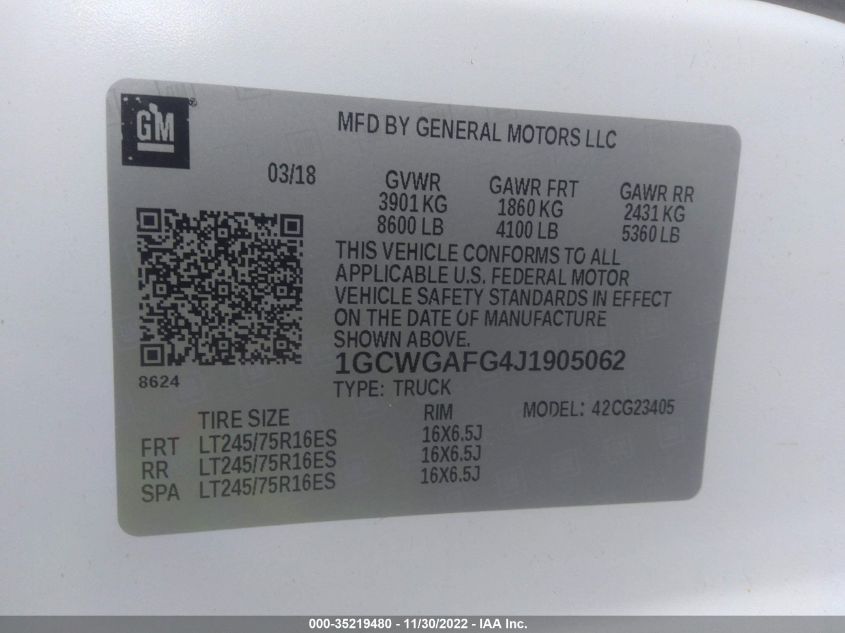 GM
®
MFD BY GENERAL MOTORS LLC
03/18
GVWR GAWR FRT GAWR RR
3901 KG 1860 KG 2431 KG
8600 LB 4100 LB 5360 LB
THIS VEHICLE CONFORMS TO ALL
APPLICABLE U.S. FEDERAL MOTOR
VEHICLE SAFETY STANDARDS IN EFFECT
ON THE DATE OF MANUFACTURE
SHOWN ABOVE.
8624
1GCWGAFG4J1905062
TYPE: TRUCK
TIRE SIZE RIM MODEL: 42CG23405
FRT LT245/75R16ES 16X6.5J
RR LT245/75R16ES 16X6.5J
SPA LT245/75R16ES 16X6.5J
000-35219480 - 11/30/2022 - IAA Inc.